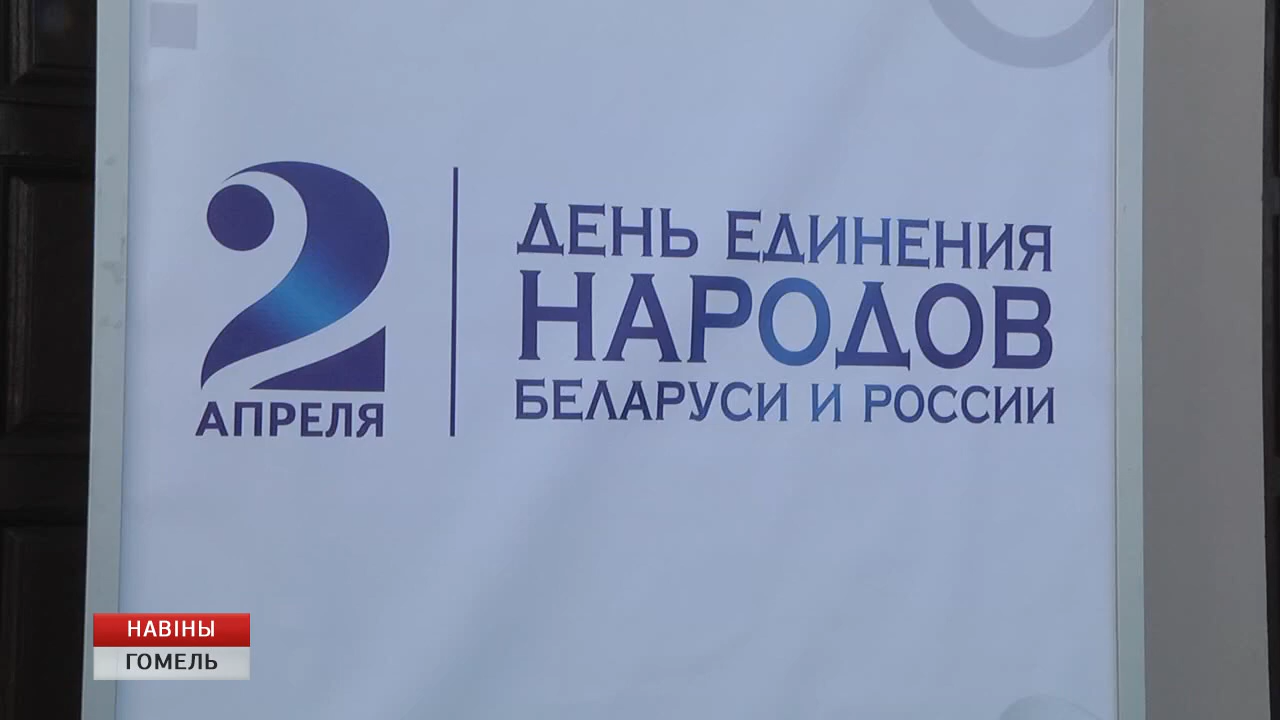 2
АПРЕЛЯ
ДЕНЬ ЕДИНЕНИЯ
НАРОДОВ
БЕЛАРУСИ И РОССИИ
НАВІНЫ
ГОМЕЛЬ